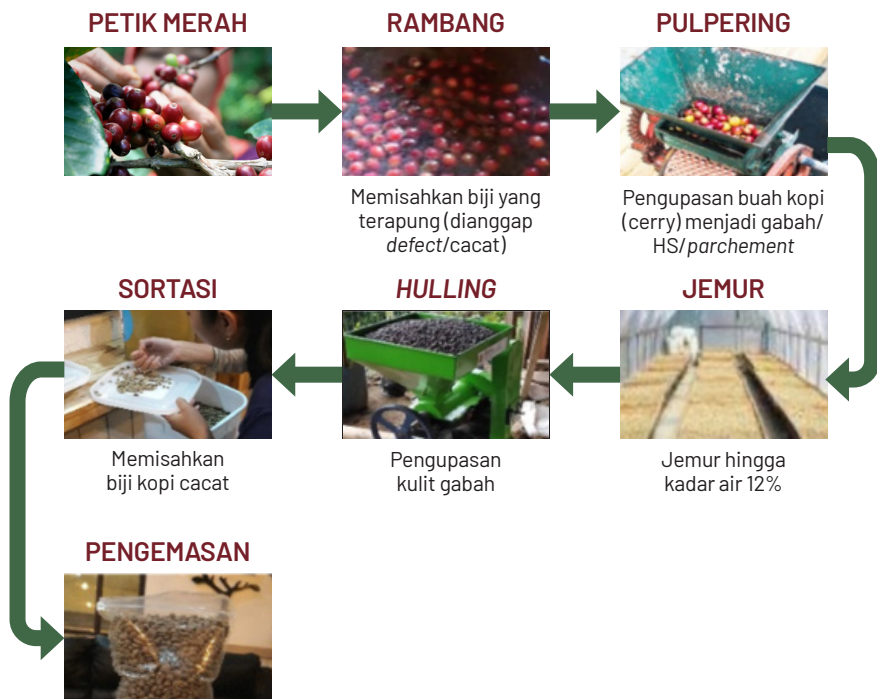 PETIK MERAH
RAMBANG
Memisahkan biji yang
terapung (dianggap
defect/cacat)
PULPERING
Pengupasan buah kopi
(cerry) menjadi gabah/
HS/parchement
JEMUR
Jemur hingga
kadar air 12%
HULLING
Pengupasan
kulit gabah
SORTASI
Memisahkan
biji kopi cacat
PENGEMASAN